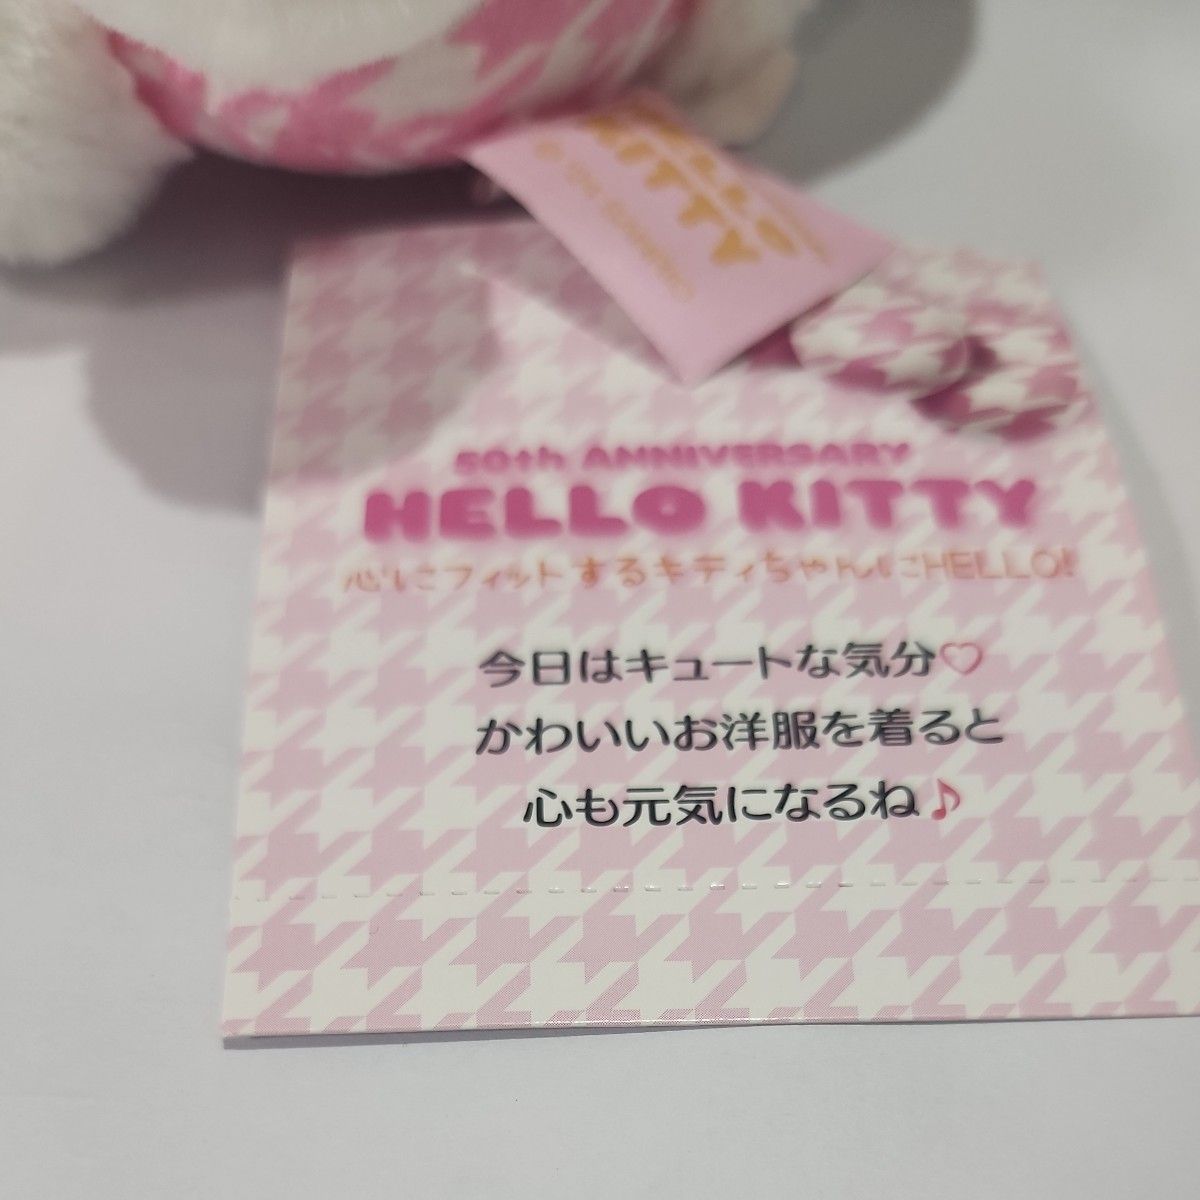 HELLO
KITTY
50th ANNIVERSARY
HELLO KITTY
心にフィットするキティちゃんにHELLO!
今日はキュートな気分♡
かわいいお洋服を着ると
心も元気になるね♪